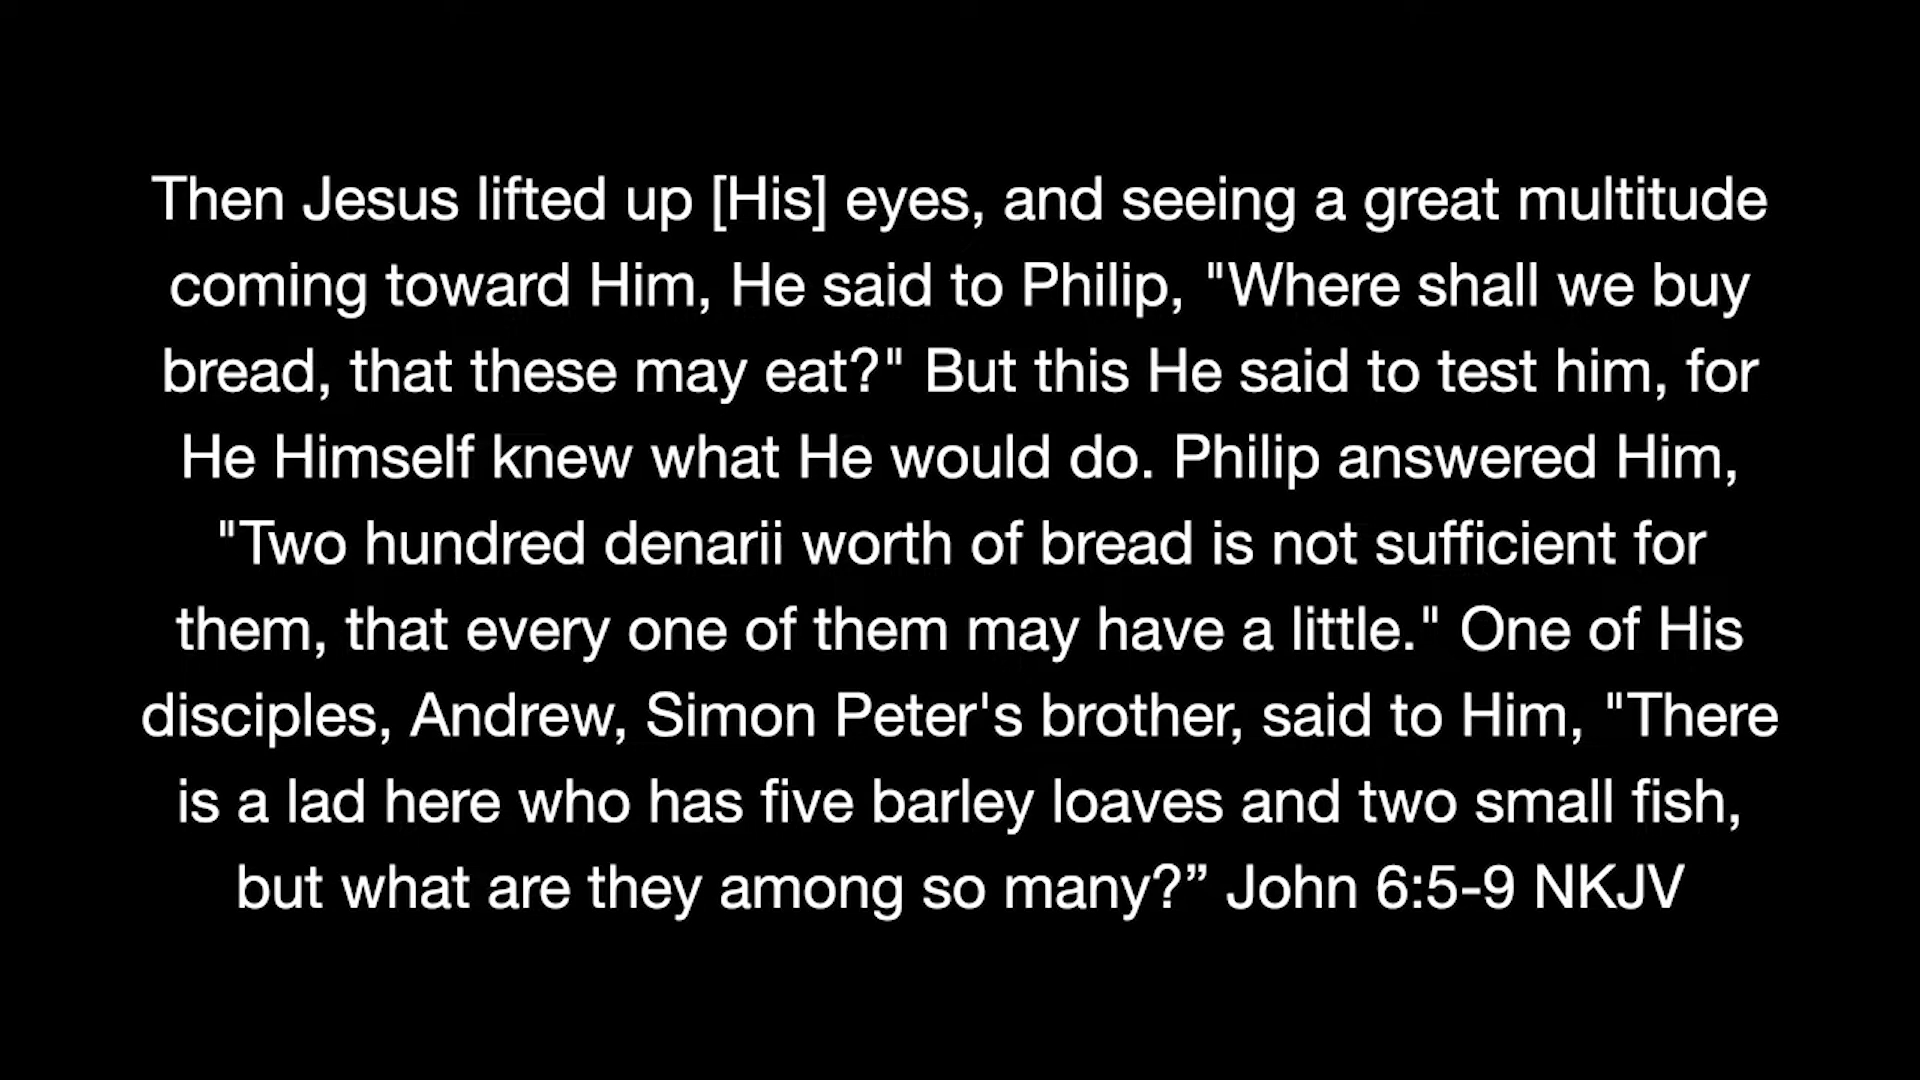 Then Jesus lifted up [His] eyes, and seeing a great multitude
coming toward Him, He said to Philip, "Where shall we buy
bread, that these may eat?" But this He said to test him, for
He Himself knew what He would do. Philip answered Him,
"Two hundred denarii worth of bread is not sufficient for
them, that every one of them may have a little." One of His
disciples, Andrew, Simon Peter's brother, said to Him, "There
is a lad here who has five barley loaves and two small fish,
but what are they among so many?” John 6:5-9 NKJV